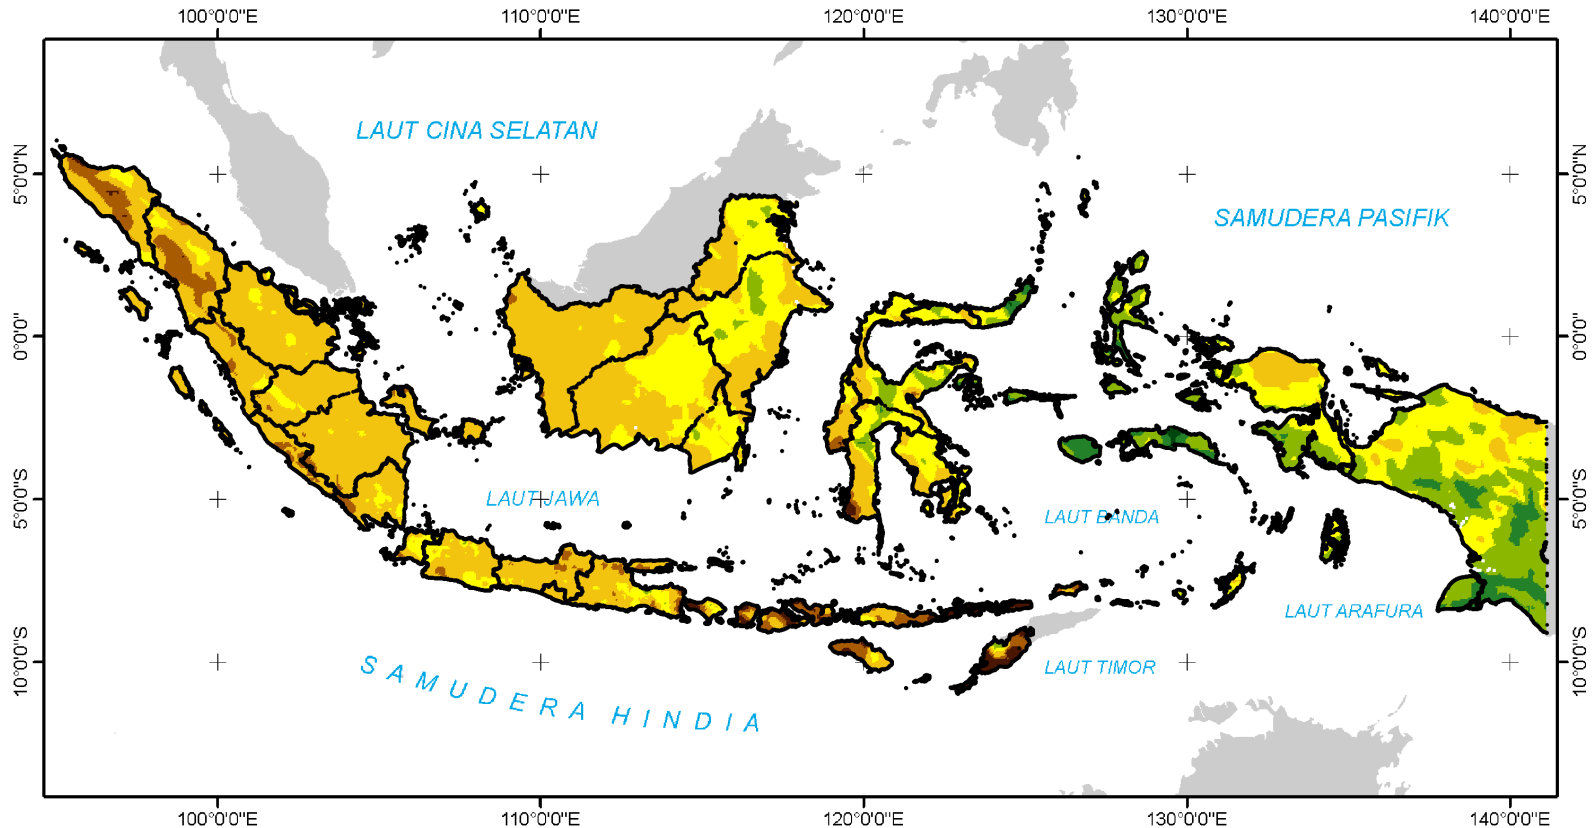 100°0'0"E 110°0'0"E 120°0'0"E 130°0'0"E 140°0'0"E
LAUT CINA SELATAN
5°0'0"N 5°0'0"N
SAMUDERA PASIFIK
0°0'0" 0°0'0"
5°0'0"S 5°0'0"S
LAUT JAWA
LAUT BANDA
LAUT ARAFURA
10°0'0"S 10°0'0"S
LAUT TIMOR
SAMUDERA HINDIA
100°0'0"E 110°0'0"E 120°0'0"E 130°0'0"E 140°0'0"E